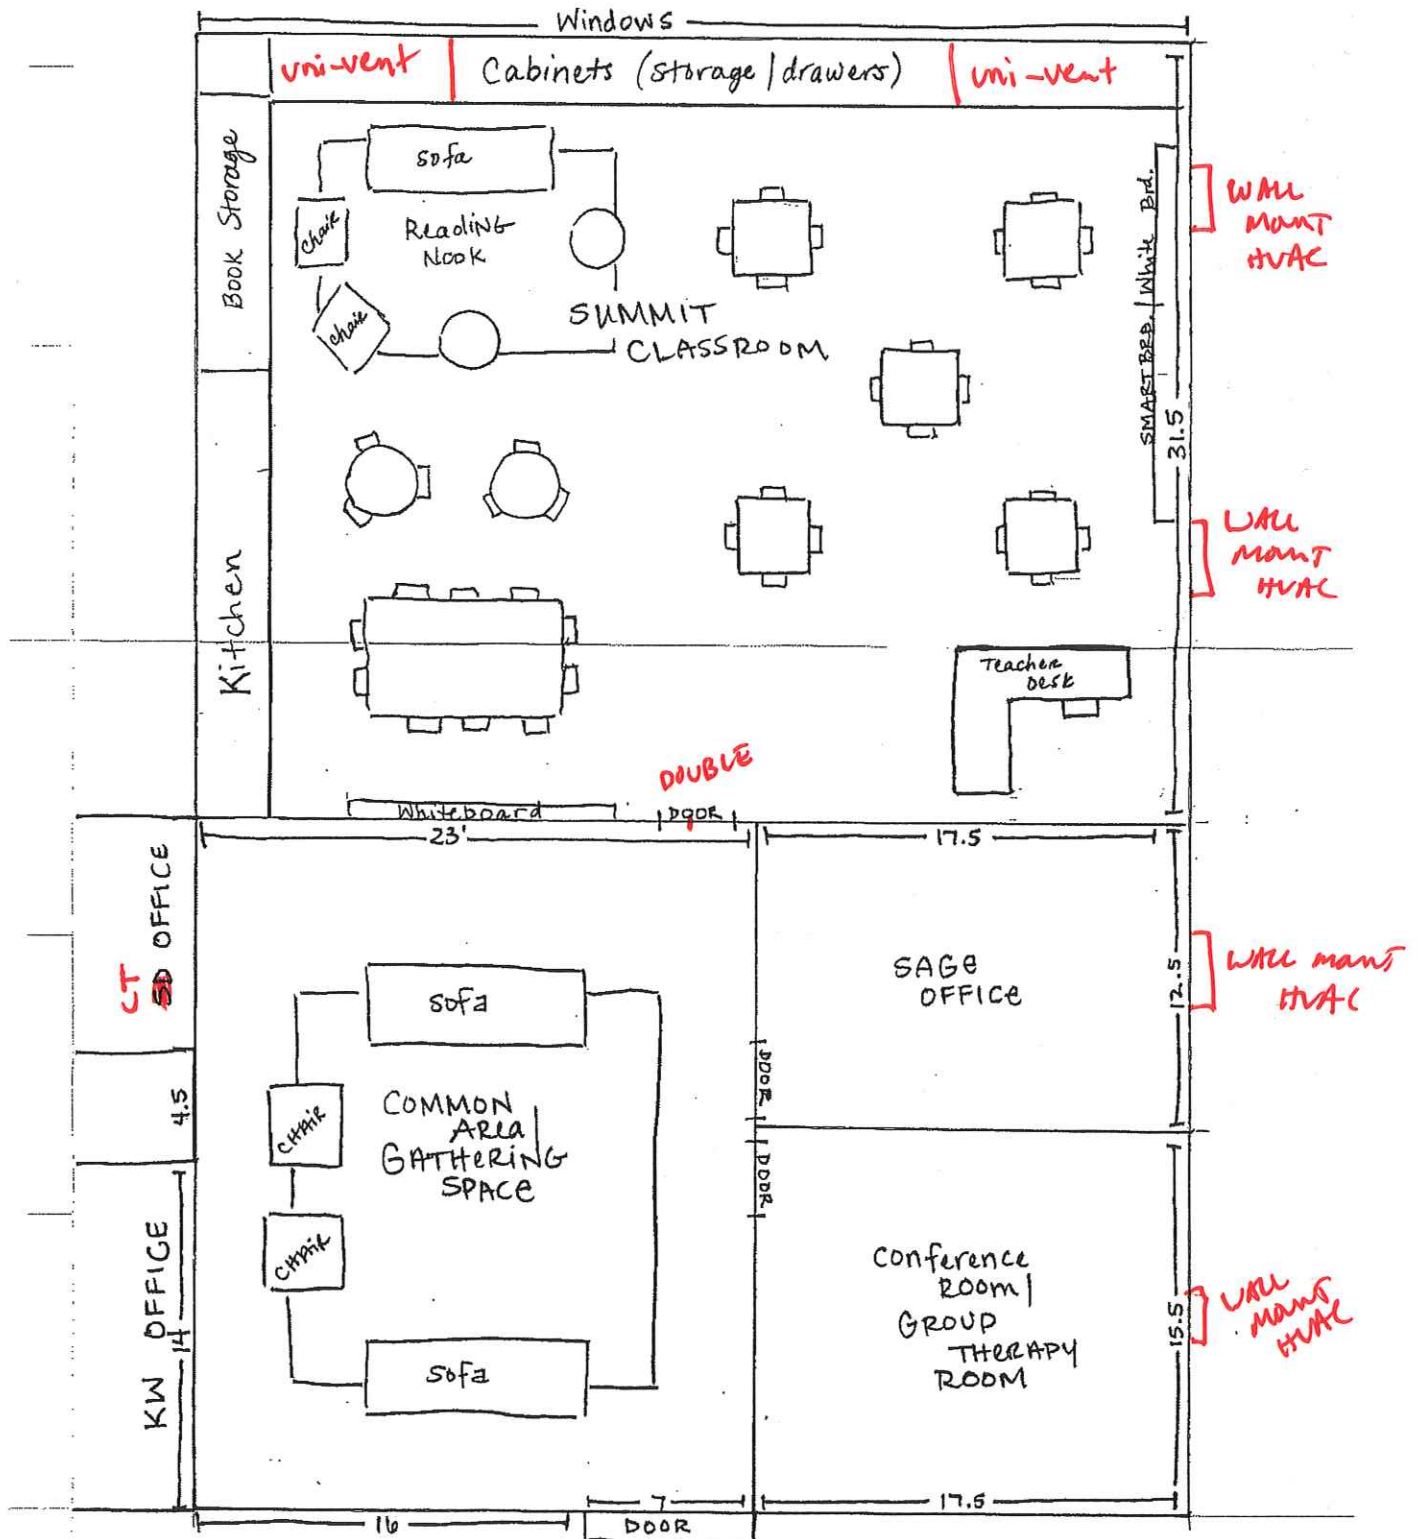 Windows
uni-vent
Cabinets (storage/drawers)
uni-vent
Book Storage
sofa
chair
Reading
Nook
chair
SUMMIT
CLASSROOM
SMARTBRD./White Brd.
31.5
WALL
MOUNT
HVAC
WALL
MOUNT
HVAC
Kitchen
Teacher
Desk
DOUBLE
Whiteboard
DOOR
23'
17.5
CT
OFFICE
sofa
SAGE
OFFICE
12.5
WALL MOUNT
HVAC
DOOR
4.5
CHAIR
COMMON
AREA/
GATHERING
SPACE
DOOR
CHAIR
KW OFFICE
14
Conference
ROOM/
GROUP
THERAPY
ROOM
15.5
WALL
MOUNT
HVAC
sofa
7
17.5
16
DOOR